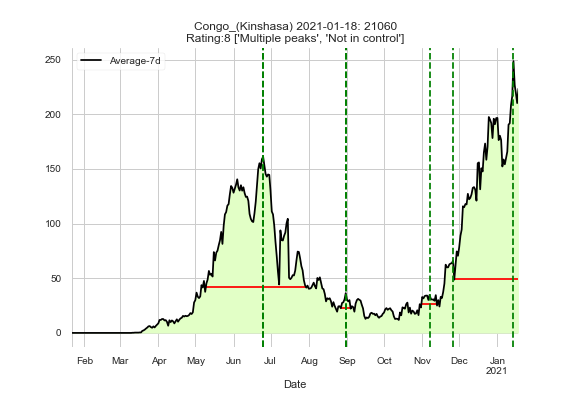 Congo_(Kinshasa) 2021-01-18: 21060
Rating:8 ['Multiple peaks', 'Not in control']
Average-7d
250
200
150
100
50
0
Feb Mar Apr May Jun Jul Aug Sep Oct Nov Dec Jan
2021
Date